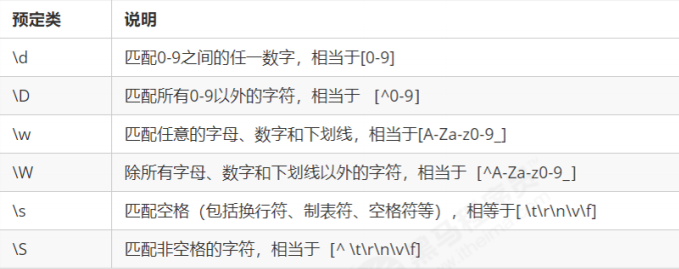 预定类 说明
\d 匹配0-9之间的任一数字，相当于[0-9]
\D 匹配所有0-9以外的字符，相当于 [^0-9]
\w 匹配任意的字母、数字和下划线，相当于[A-Za-z0-9_]
\W 除所有字母、数字和下划线以外的字符，相当于 [^A-Za-z0-9_]
\s 匹配空格（包括换行符、制表符、空格符等），相等于[ \t\r\n\v\f]
\S 匹配非空格的字符，相当于 [^ \t\r\n\v\f]